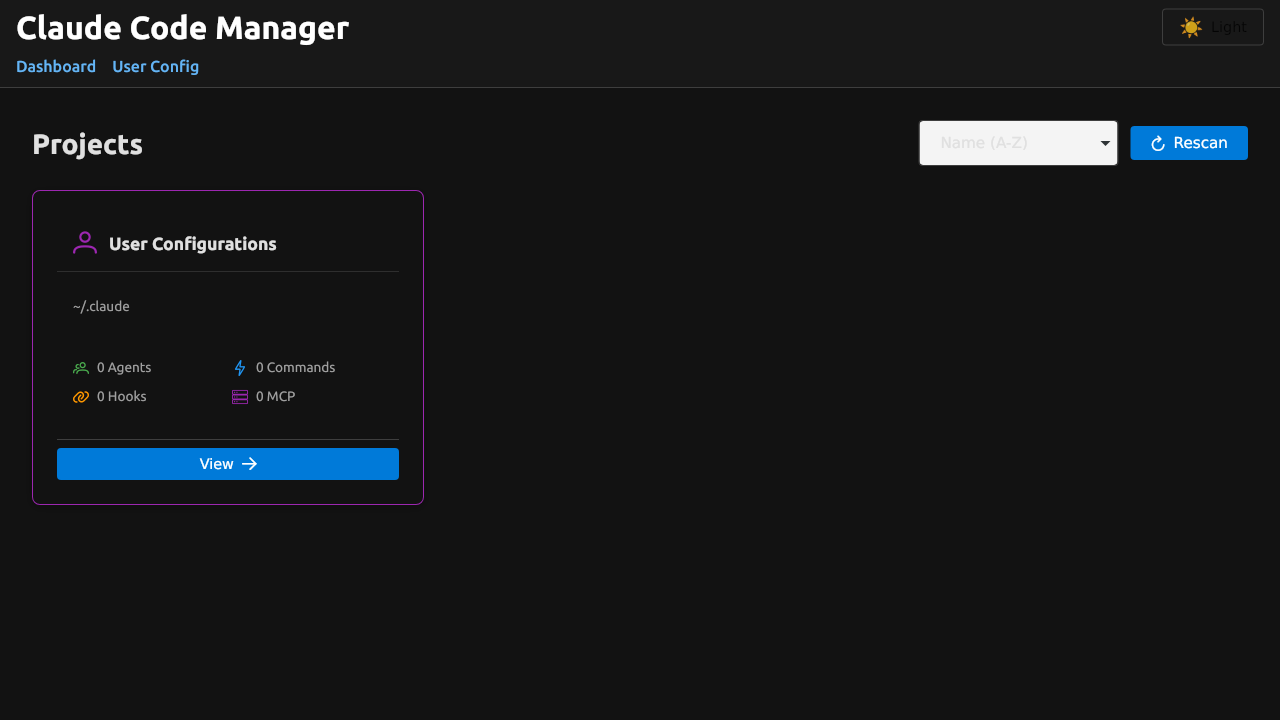 Claude Code Manager
Light
Dashboard User Config
Projects
Name (A-Z)
Rescan
User Configurations
~/.claude
0 Agents
0 Commands
0 Hooks
0 MCP
View